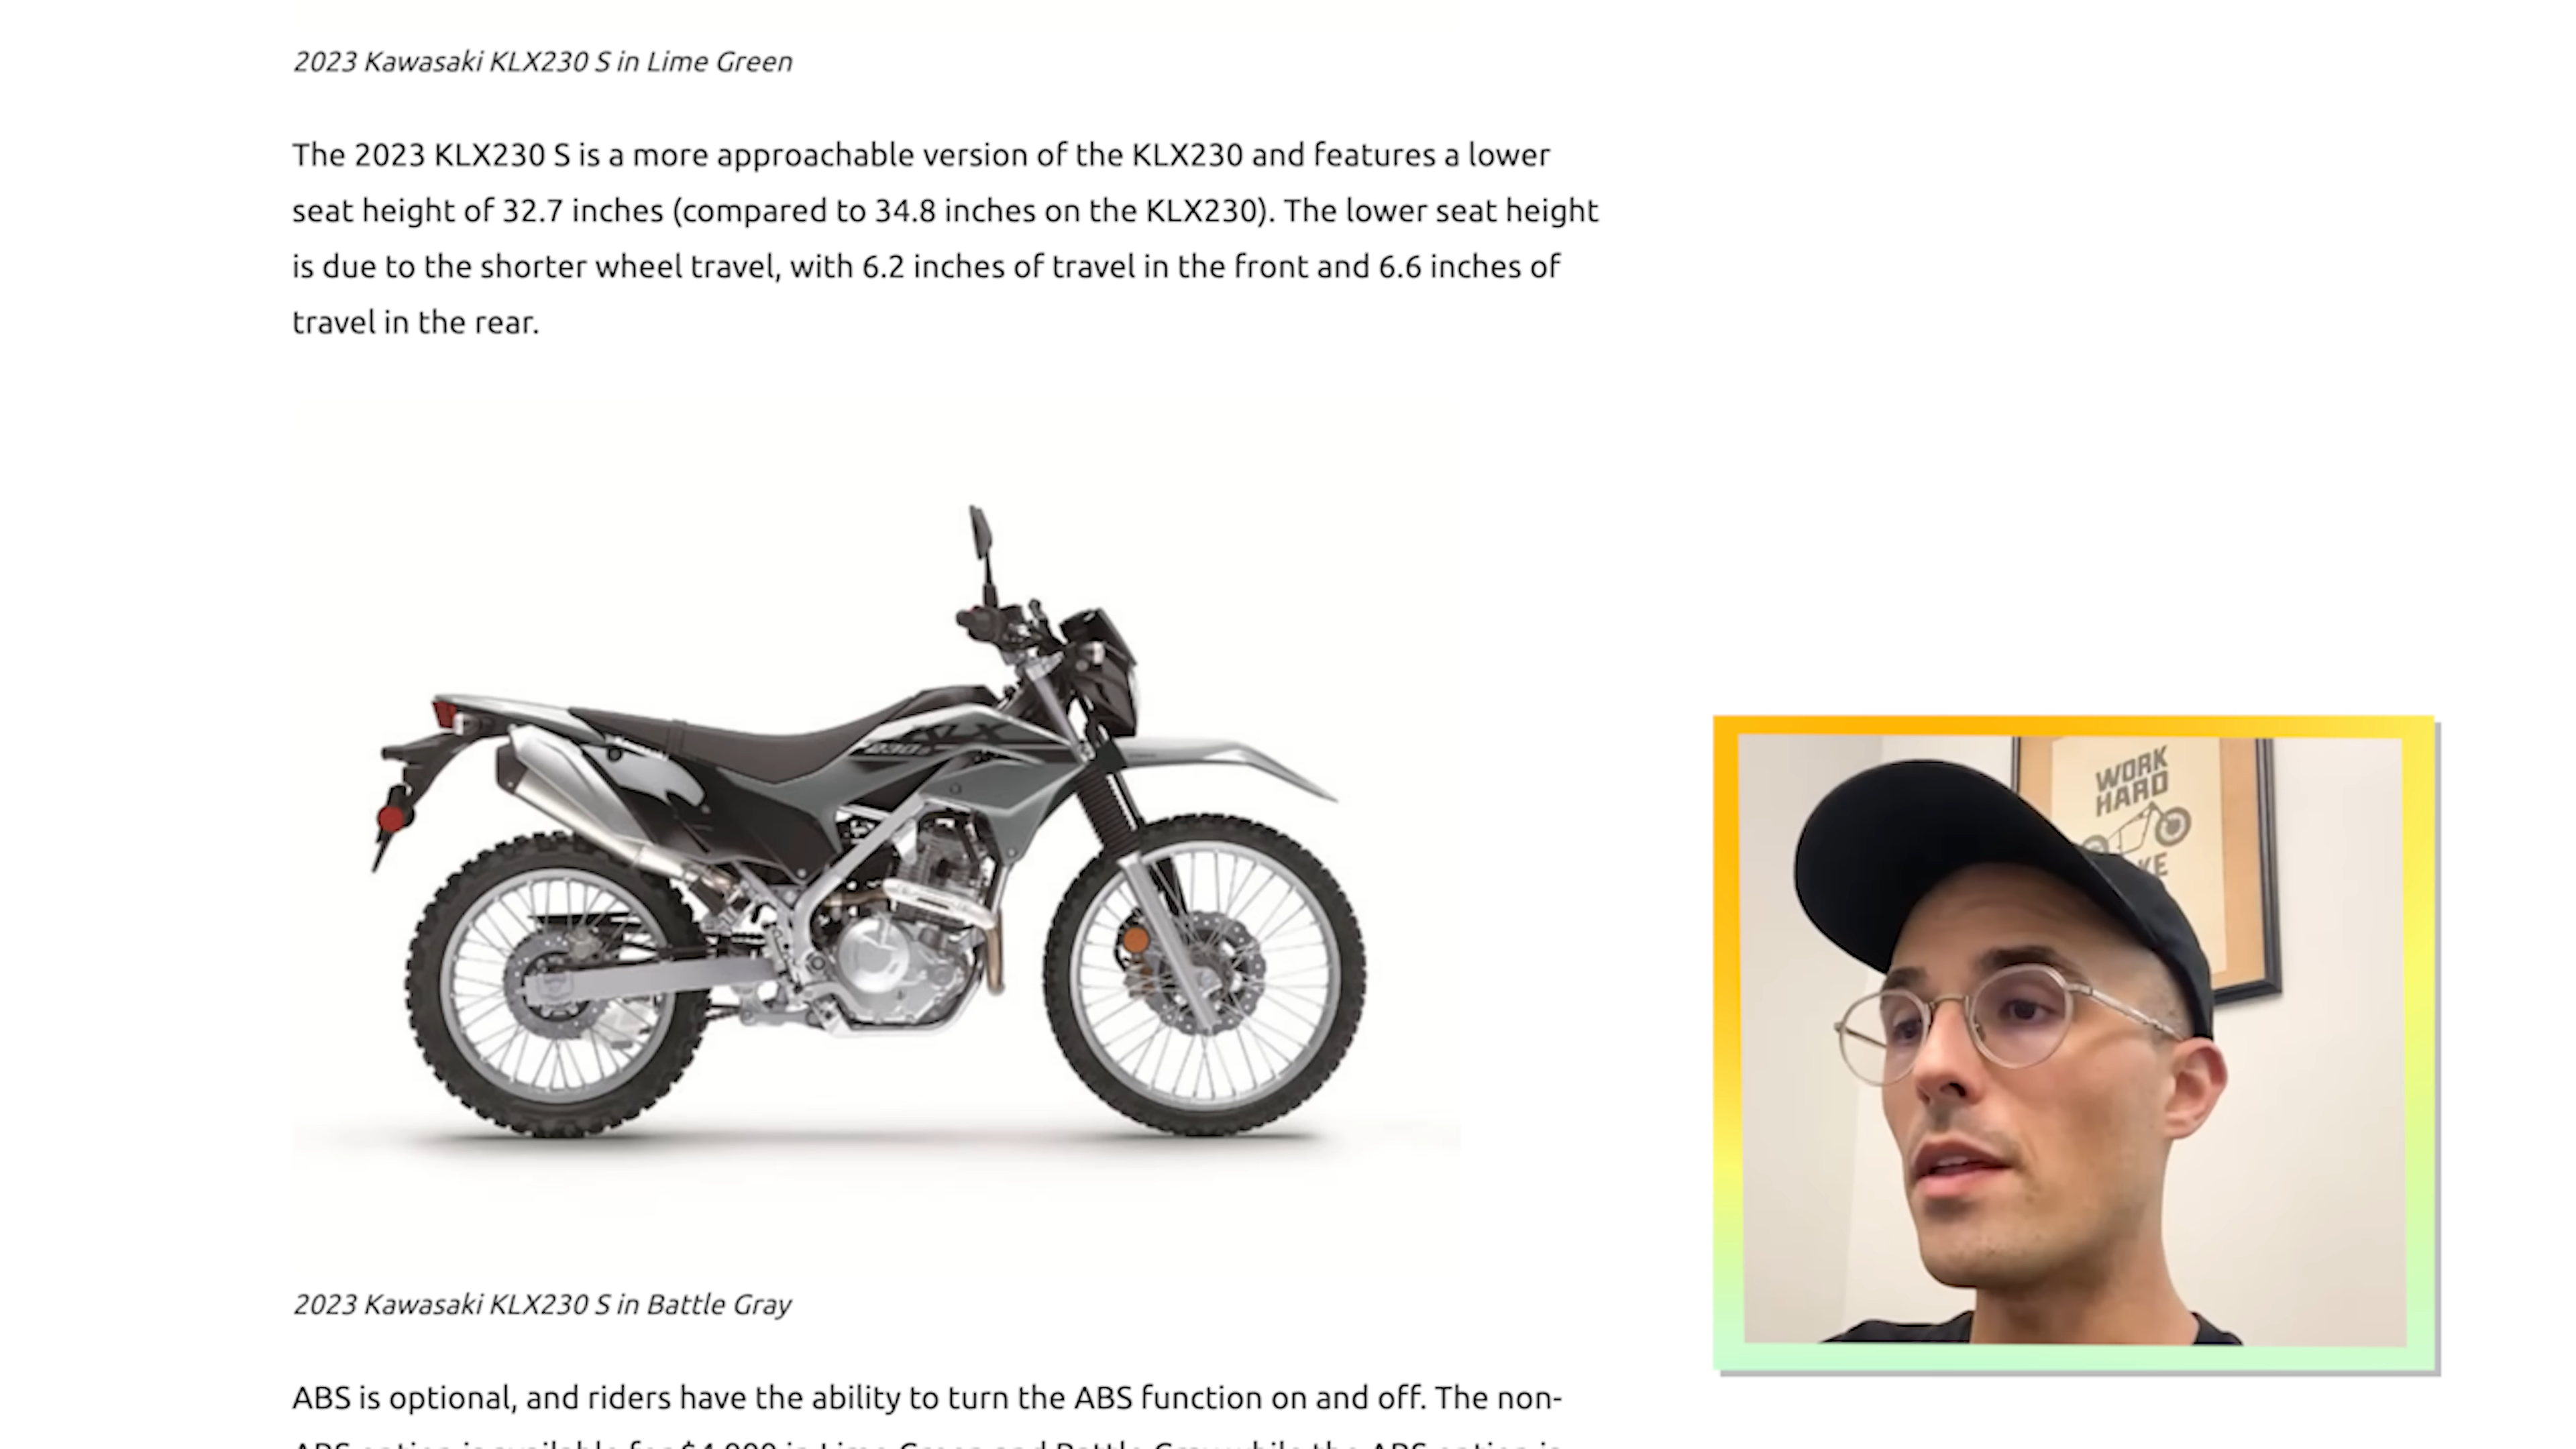 2023 Kawasaki KLX230 S in Lime Green
The 2023 KLX230 S is a more approachable version of the KLX230 and features a lower
seat height of 32.7 inches (compared to 34.8 inches on the KLX230). The lower seat height
is due to the shorter wheel travel, with 6.2 inches of travel in the front and 6.6 inches of
travel in the rear.
KLX
230S
WORK
HARD
2023 Kawasaki KLX230 S in Battle Gray
ABS is optional, and riders have the ability to turn the ABS function on and off. The non-